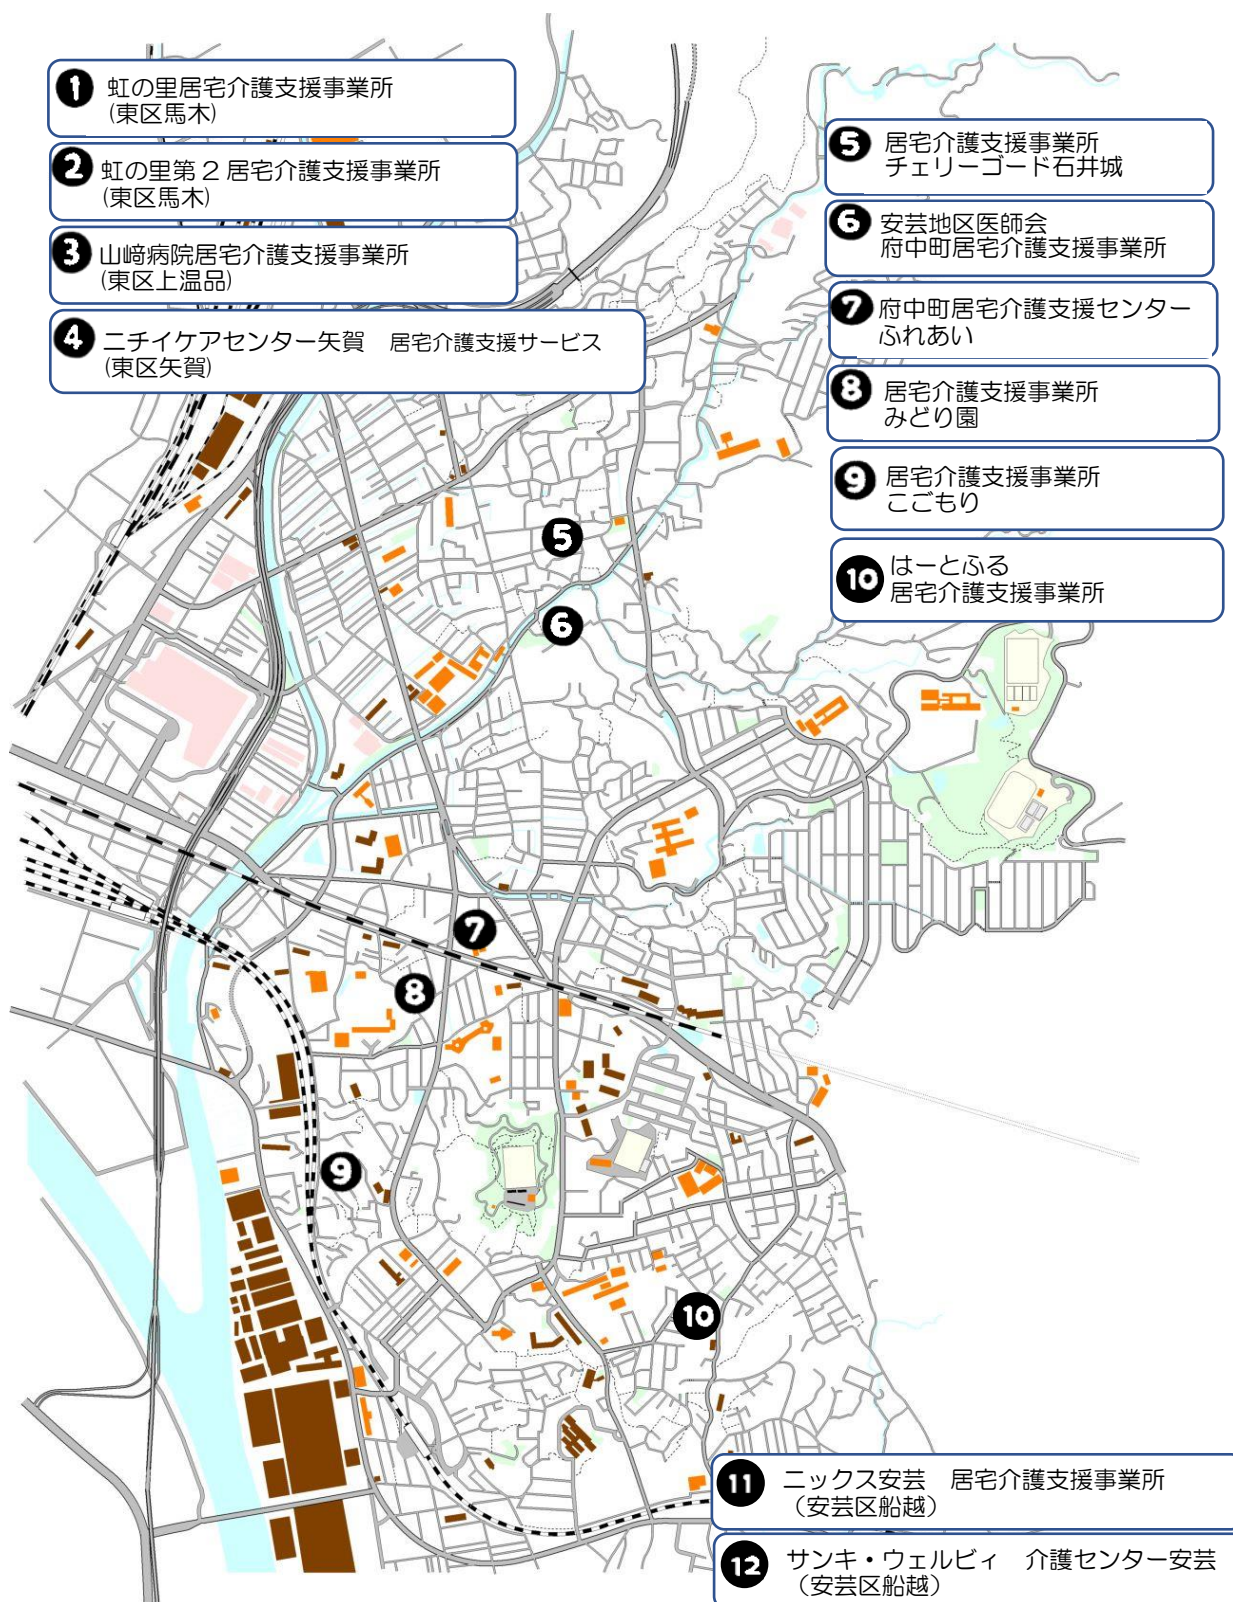 1 虹の里居宅介護支援事業所
(東区馬木)
2 虹の里第2居宅介護支援事業所
(東区馬木)
3 山﨑病院居宅介護支援事業所
(東区上温品)
4 ニチイケアセンター矢賀　居宅介護支援サービス
(東区矢賀)
5 居宅介護支援事業所
チェリーゴード石井城
6 安芸地区医師会
府中町居宅介護支援事業所
7 府中町居宅介護支援センター
ふれあい
8 居宅介護支援事業所
みどり園
9 居宅介護支援事業所
こごもり
10 はーとふる
居宅介護支援事業所
5
6
7
8
9
10
11 ニックス安芸　居宅介護支援事業所
（安芸区船越）
12 サンキ・ウェルビィ　介護センター安芸
（安芸区船越）